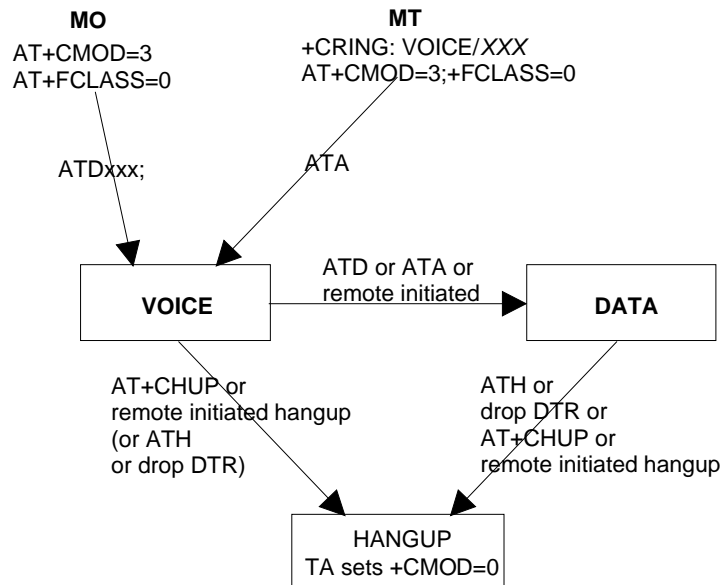 MO
AT+CMOD=3
AT+FCLASS=0
MT
+CRING: VOICE/XXX
AT+CMOD=3;+FCLASS=0
ATDxxx;
ATA
VOICE
ATD or ATA or
remote initiated
DATA
AT+CHUP or
remote initiated hangup
(or ATH
or drop DTR)
ATH or
drop DTR or
AT+CHUP or
remote initiated hangup
HANGUP
TA sets +CMOD=0